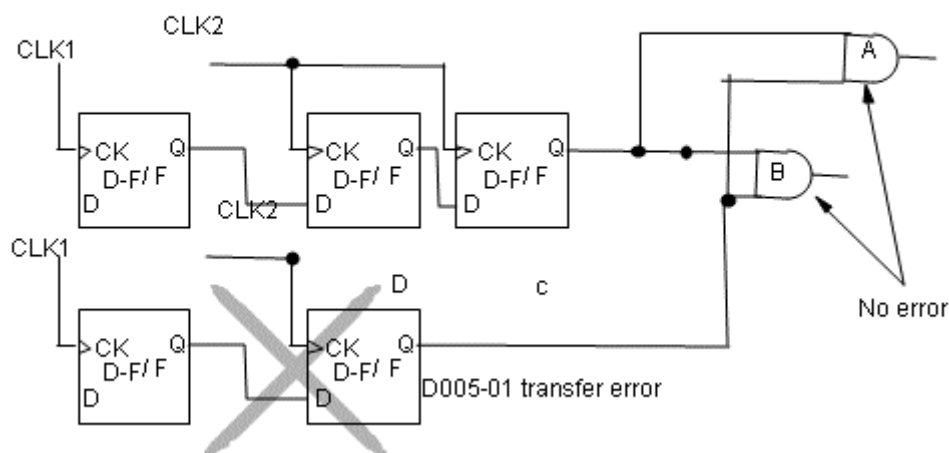 CLK2
CLK1
A
CK Q
D-F/F
D
CK Q
D-F/F
D
CK Q
D-F/F
D
B
CLK2
CLK1
D
c
No error
CK Q
D-F/F
D
CK Q
D-F/F
D
D005-01 transfer error